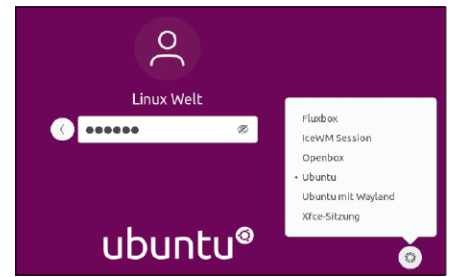 Linux Welt
Fluxbox
IceWM Session
Openbox
Ubuntu
Ubuntu mit Wayland
Xfce-Sitzung
ubuntu